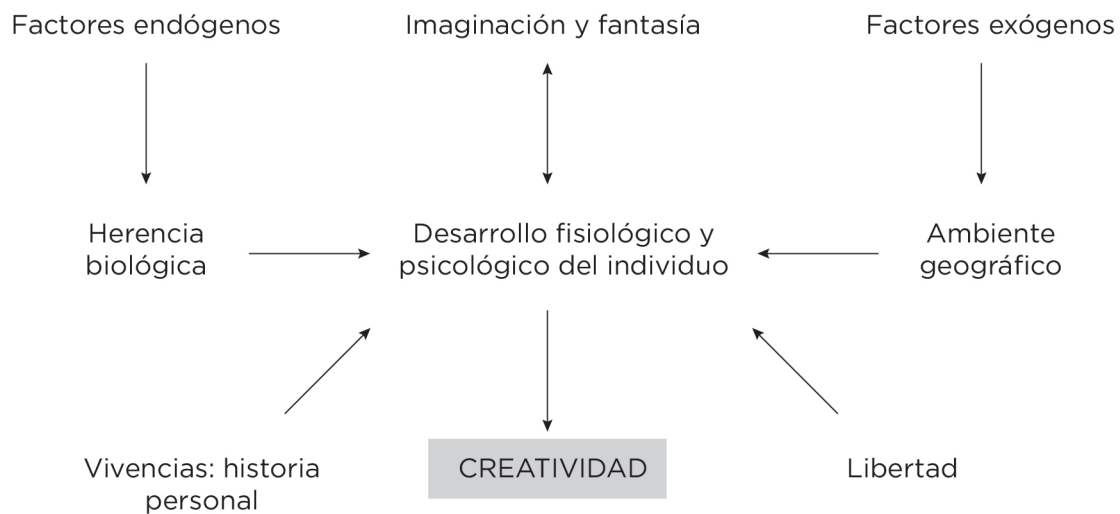 Factores endógenos
Imaginación y fantasía
Factores exógenos
Herencia
biológica
Desarrollo fisiológico y
psicológico del individuo
Ambiente
geográfico
Vivencias: historia
personal
CREATIVIDAD
Libertad